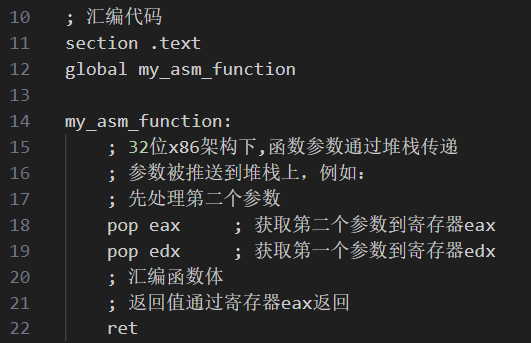 10 ; 汇编代码
11 section .text
12 global my_asm_function
13
14 my_asm_function:
15 ; 32位x86架构下,函数参数通过堆栈传递
16 ; 参数被推送到堆栈上，例如：
17 ; 先处理第二个参数
18 pop eax ; 获取第二个参数到寄存器eax
19 pop edx ; 获取第一个参数到寄存器edx
20 ; 汇编函数体
21 ; 返回值通过寄存器eax返回
22 ret